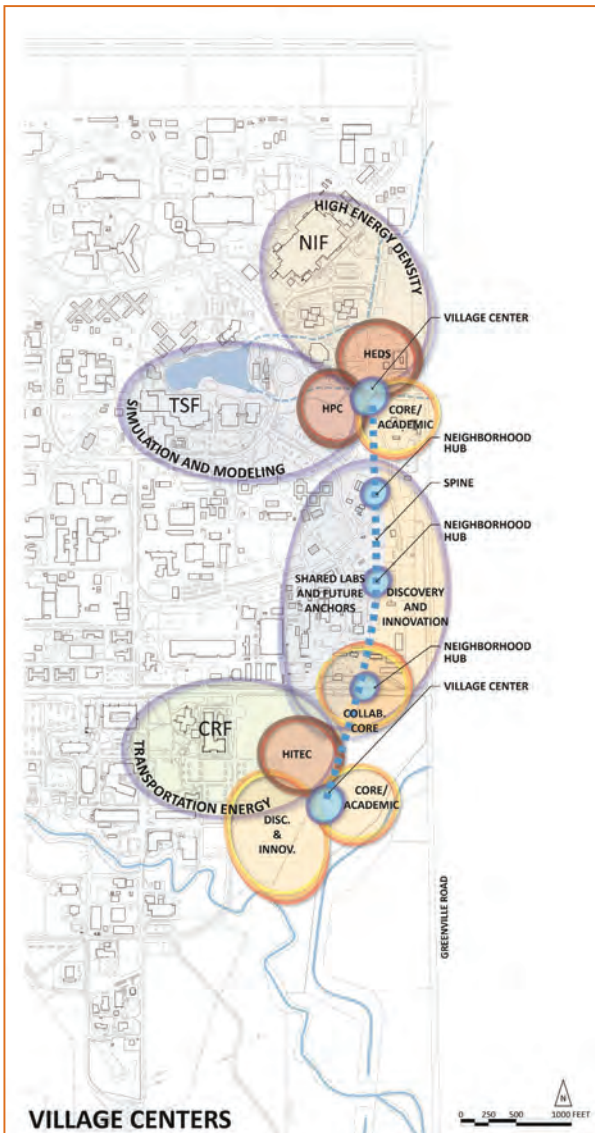 HIGH ENERGY DENSITY
NIF
VILLAGE CENTER
HEDS
TSF
HPC
CORE/
ACADEMIC
SIMULATION AND MODELING
NEIGHBORHOOD
HUB
SPINE
NEIGHBORHOOD
HUB
SHARED LABS
AND FUTURE
ANCHORS
DISCOVERY
AND
INNOVATION
NEIGHBORHOOD
HUB
VILLAGE CENTER
COLLAB.
CORE
CRF
HITEC
TRANSPORTATION ENERGY
CORE/
ACADEMIC
DISC.
&
INNOV.
GREENVILLE ROAD
N
VILLAGE CENTERS
0 250 500 1000 FEET